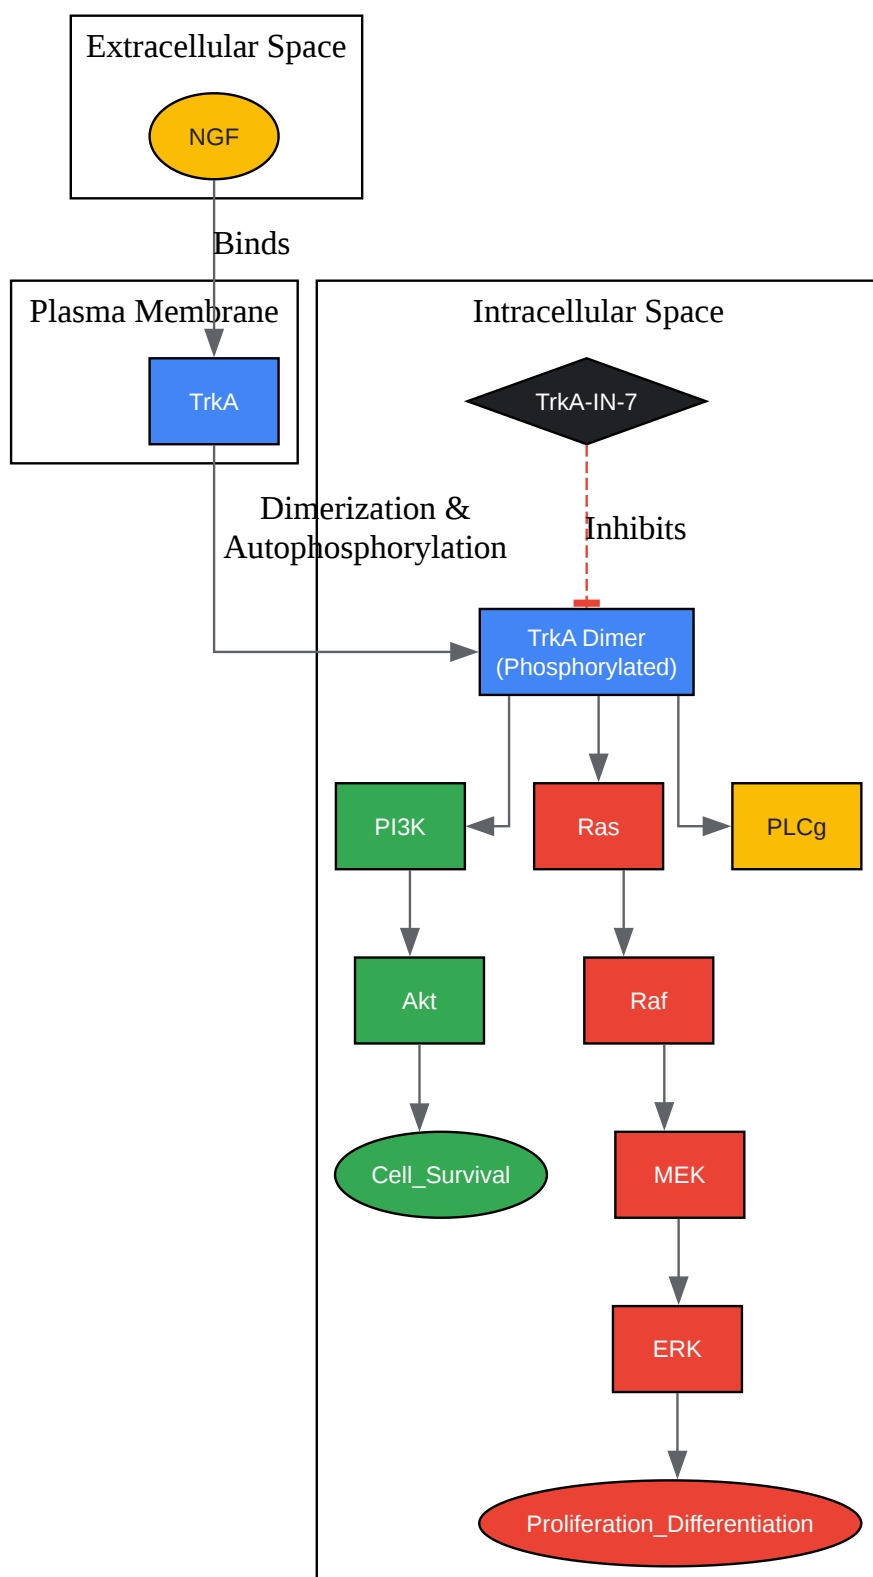 Extracellular Space
NGF
Binds
Plasma Membrane
Intracellular Space
TrkA
TrkA-IN-7
Dimerization &
Autophosphorylation
Inhibits
TrkA Dimer
(Phosphorylated)
PI3K
Ras
PLCg
Akt
Raf
Cell_Survival
MEK
ERK
Proliferation_Differentiation